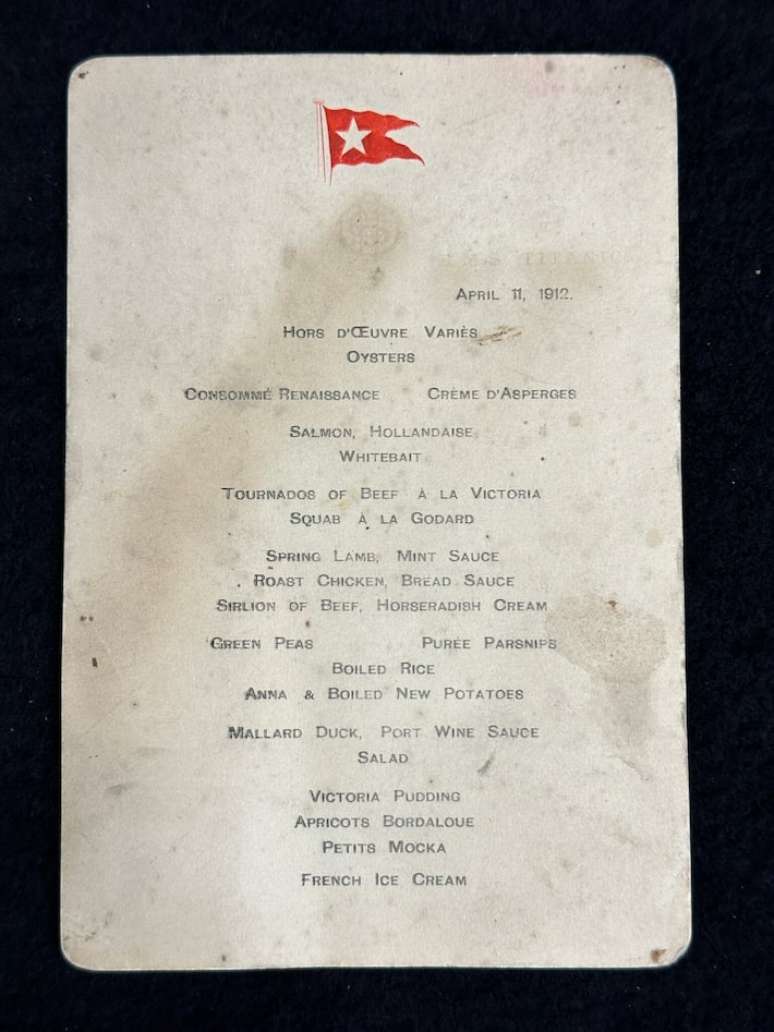 April 11, 1912.
Hors d'Œuvre Variès
Oysters
Consommé Renaissance Crème d'Asperges
Salmon, Hollandaise
Whitebait
Tournados of Beef à la Victoria
Squab à la Godard
Spring Lamb, Mint Sauce
Roast Chicken, Bread Sauce
Sirlion of Beef, Horseradish Cream
Green Peas Purée Parsnips
Boiled Rice
Anna & Boiled New Potatoes
Mallard Duck, Port Wine Sauce
Salad
Victoria Pudding
Apricots Bordaloue
Petits Mocka
French Ice Cream